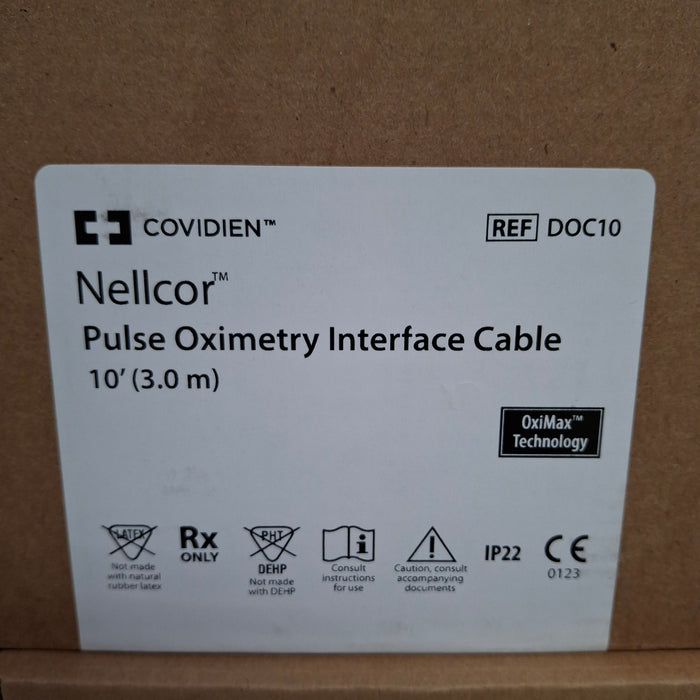 COVIDIEN™
REF DOC10
Nellcor™
Pulse Oximetry Interface Cable
10' (3.0 m)
OxiMax™
Technology
LATEX
Not made
with natural
rubber latex
Rx
ONLY
PHT
DEHP
Not made
with DEHP
i
Consult
instructions
for use
!
Caution, consult
accompanying
documents
IP22
CE
0123